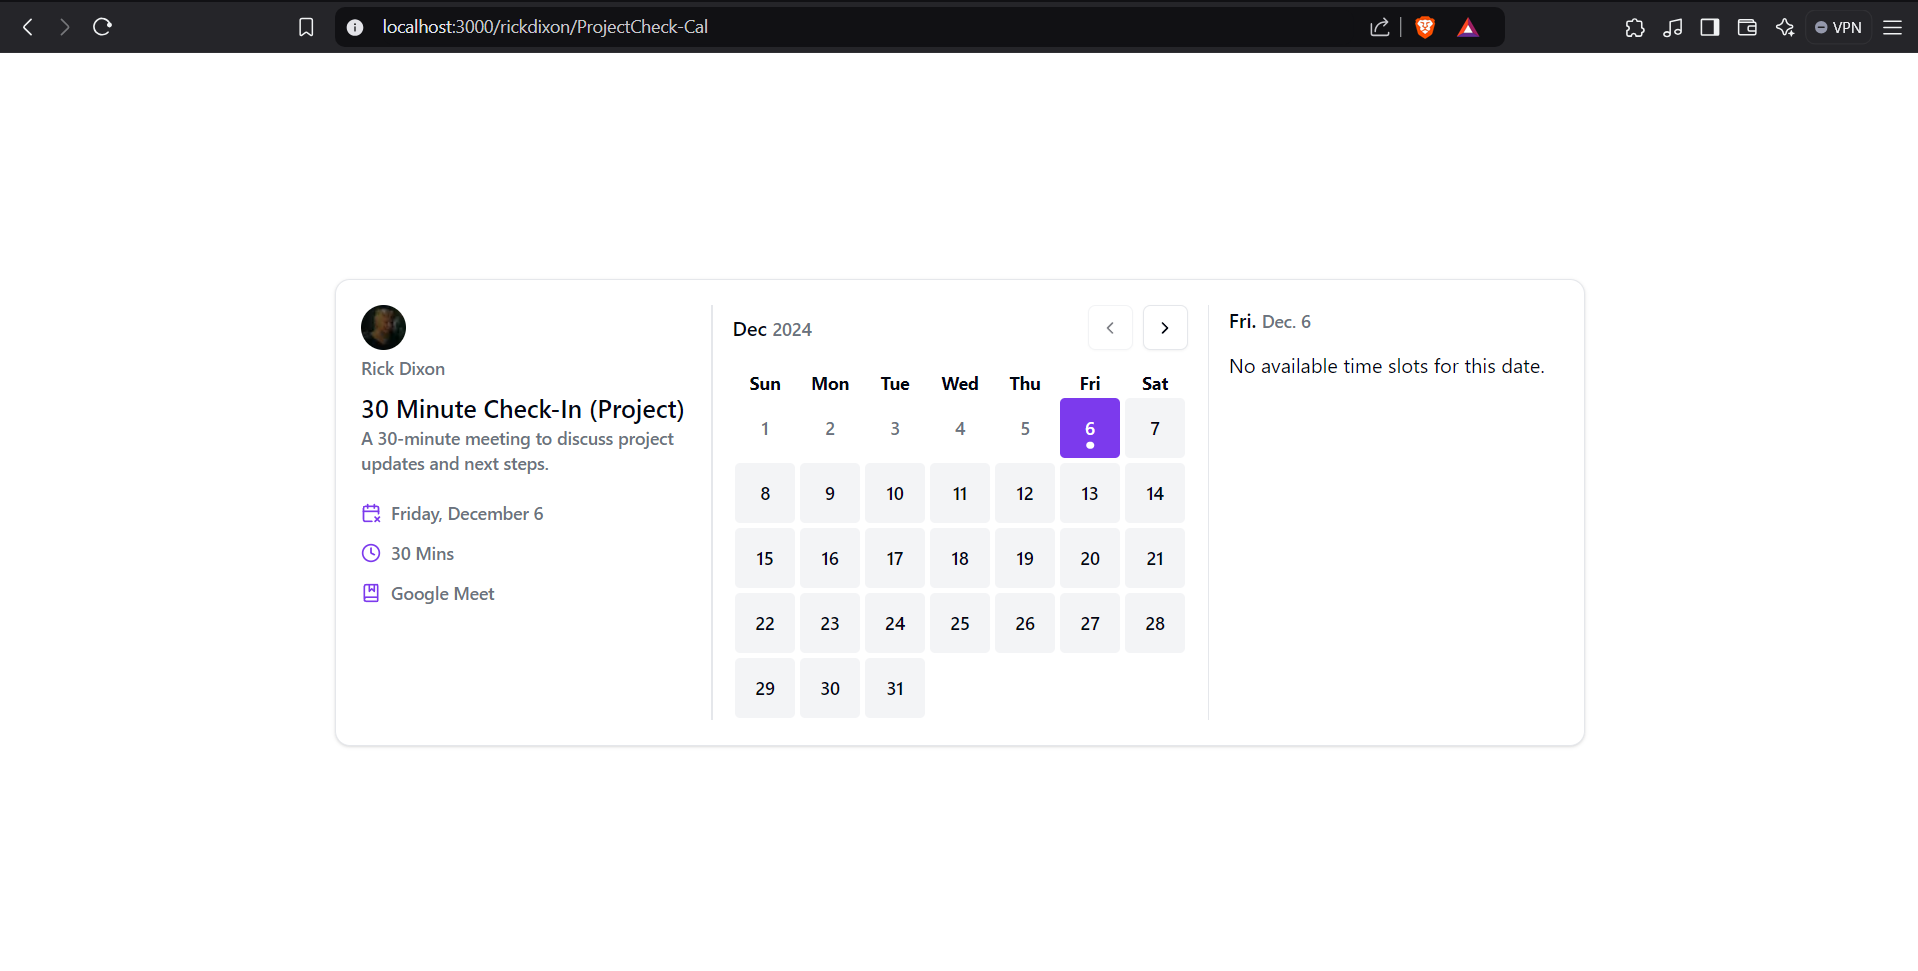 localhost:3000/rickdixon/ProjectCheck-Cal
VPN
Rick Dixon
30 Minute Check-In (Project)
A 30-minute meeting to discuss project
updates and next steps.
Friday, December 6
30 Mins
Google Meet
Dec 2024
Sun Mon Tue Wed Thu Fri Sat
1 2 3 4 5 6 7
8 9 10 11 12 13 14
15 16 17 18 19 20 21
22 23 24 25 26 27 28
29 30 31
Fri. Dec. 6
No available time slots for this date.